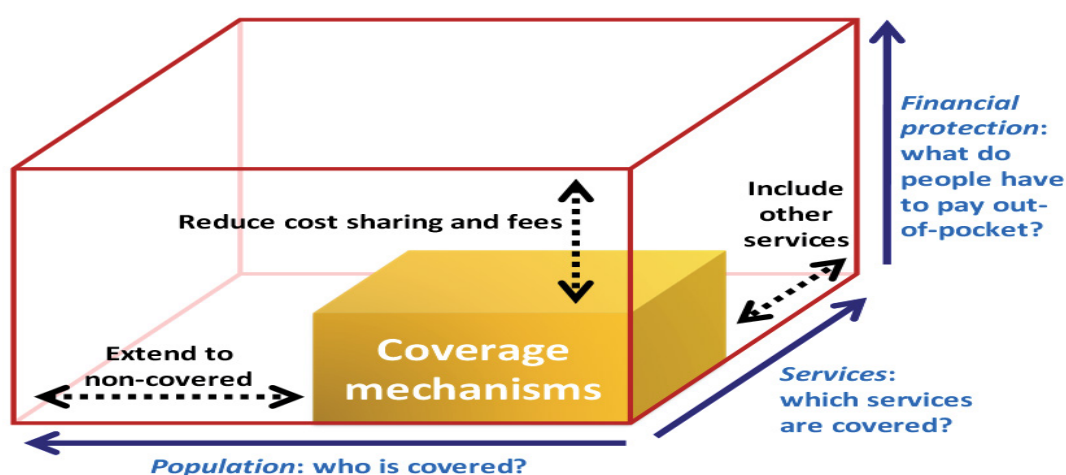 Financial
protection:
what do
people have
to pay out-
of-pocket?
Include
other
services
Reduce cost sharing and fees
Coverage
mechanisms
Extend to
non-covered
Services:
which services
are covered?
Population: who is covered?